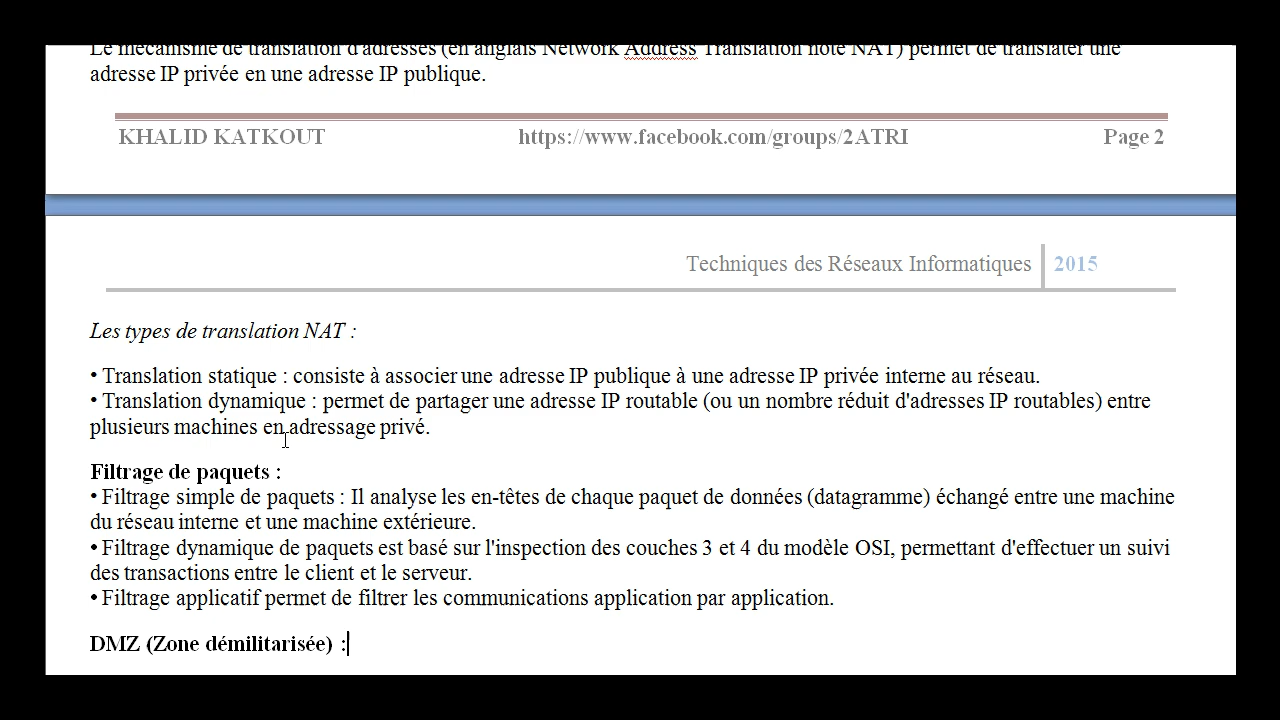 Le mécanisme de translation d'adresses (en anglais Network Address Translation noté NAT) permet de translater une
adresse IP privée en une adresse IP publique.
KHALID KATKOUT https://www.facebook.com/groups/2ATRI Page 2
Techniques des Réseaux Informatiques 2015
Les types de translation NAT :
• Translation statique : consiste à associer une adresse IP publique à une adresse IP privée interne au réseau.
• Translation dynamique : permet de partager une adresse IP routable (ou un nombre réduit d'adresses IP routables) entre
plusieurs machines en adressage privé.
Filtrage de paquets :
• Filtrage simple de paquets : Il analyse les en-têtes de chaque paquet de données (datagramme) échangé entre une machine
du réseau interne et une machine extérieure.
• Filtrage dynamique de paquets est basé sur l'inspection des couches 3 et 4 du modèle OSI, permettant d'effectuer un suivi
des transactions entre le client et le serveur.
• Filtrage applicatif permet de filtrer les communications application par application.
DMZ (Zone démilitarisée) :